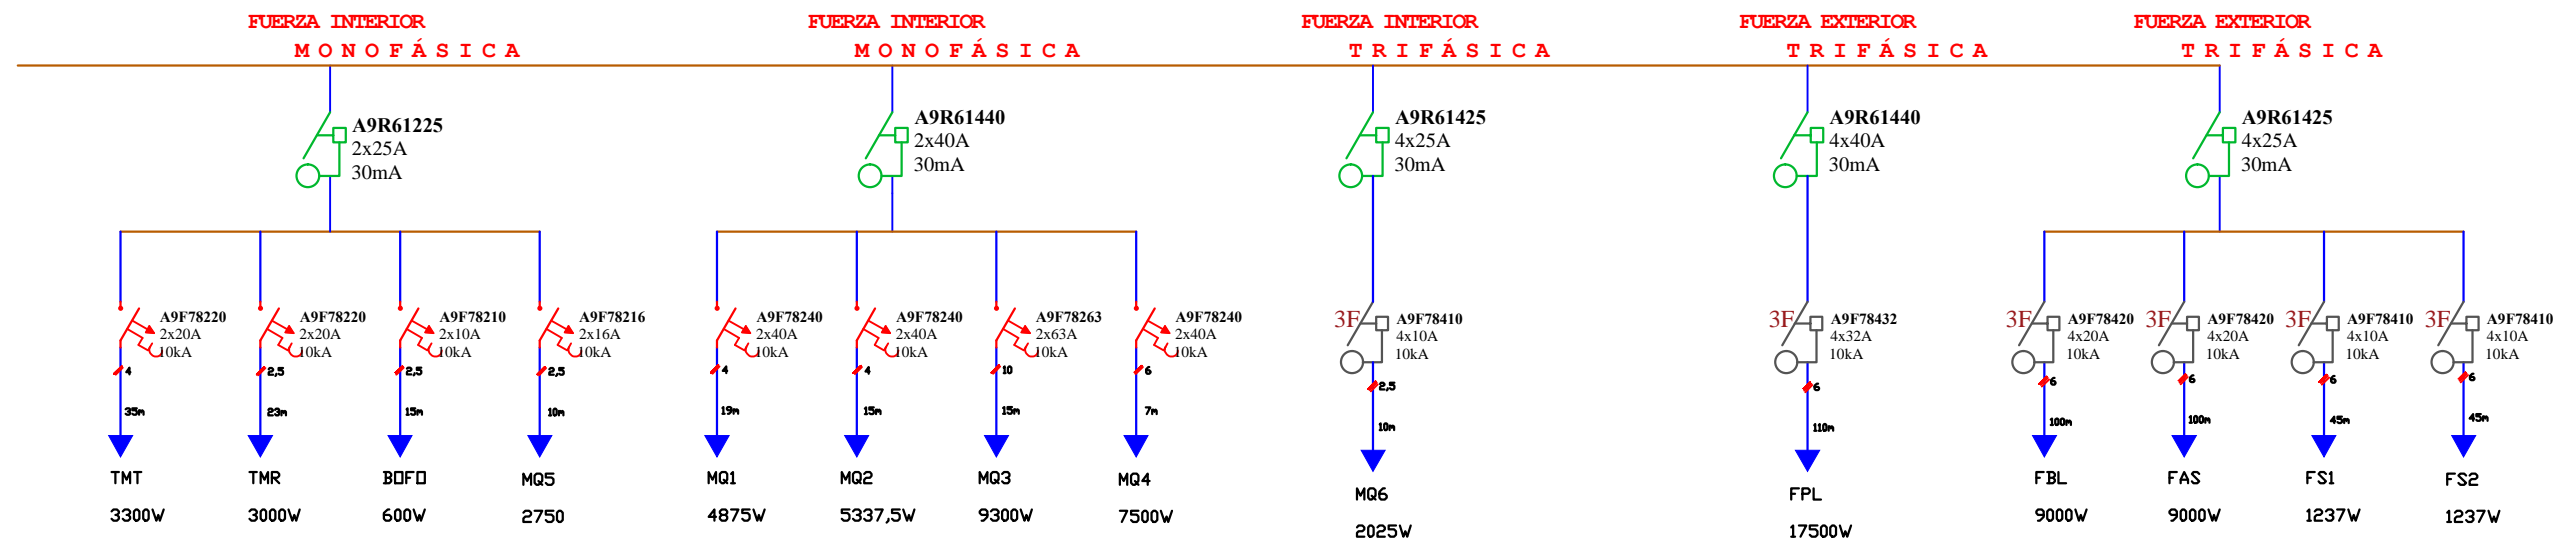 FUERZA INTERIOR
MONOFÁSICA
FUERZA INTERIOR
MONOFÁSICA
FUERZA INTERIOR
TRIFÁSICA
FUERZA EXTERIOR
TRIFÁSICA
FUERZA EXTERIOR
TRIFÁSICA
A9R61225
2x25A
30mA
A9R61440
2x40A
30mA
A9R61425
4x25A
30mA
A9R61440
4x40A
30mA
A9R61425
4x25A
30mA
A9F78220
2x20A
10kA
4
35m
TMT
3300W
A9F78220
2x20A
10kA
2,5
23m
TMR
3000W
A9F78210
2x10A
10kA
2,5
15m
BOFO
600W
A9F78216
2x16A
10kA
2,5
10m
MQ5
2750
A9F78240
2x40A
10kA
4
19m
MQ1
4875W
A9F78240
2x40A
10kA
4
15m
MQ2
5337,5W
A9F78263
2x63A
10kA
10
15m
MQ3
9300W
A9F78240
2x40A
10kA
6
7m
MQ4
7500W
3F
A9F78410
4x10A
10kA
2,5
10m
MQ6
2025W
3F
A9F78432
4x32A
10kA
6
110m
FPL
17500W
3F
A9F78420
4x20A
10kA
6
100m
FBL
9000W
3F
A9F78420
4x20A
10kA
6
100m
FAS
9000W
3F
A9F78410
4x10A
10kA
6
45m
FS1
1237W
3F
A9F78410
4x10A
10kA
6
45m
FS2
1237W